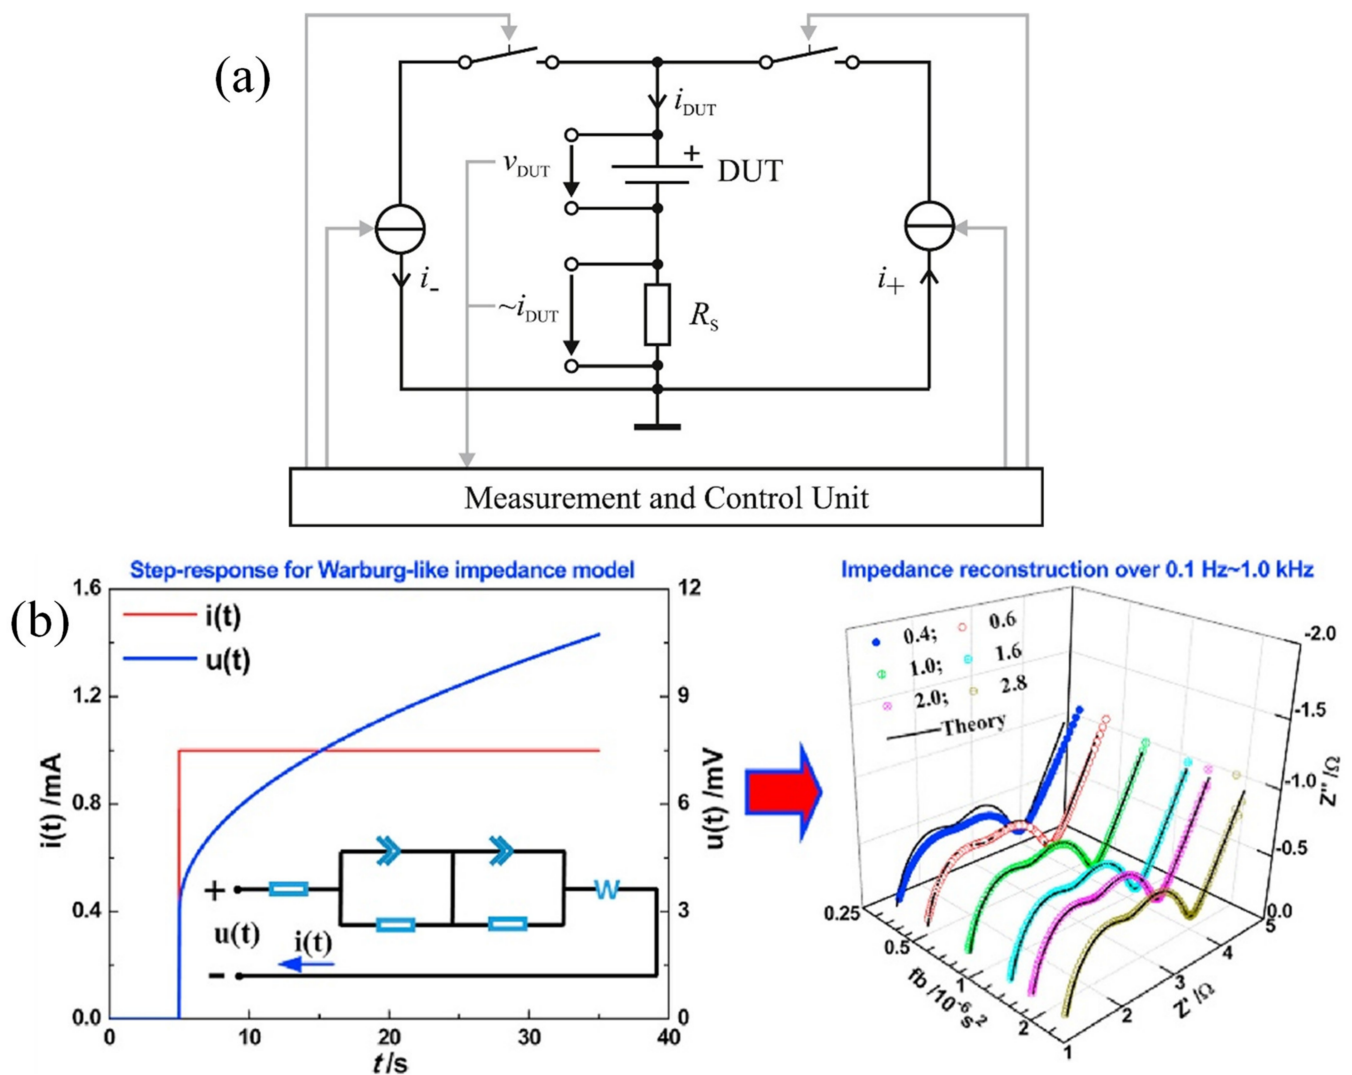 (a)
i_DUT
+
v_DUT
DUT
i_-
i_+
~i_DUT
R_s
Measurement and Control Unit
(b)
Step-response for Warburg-like impedance model
1.6
12
i(t)
u(t)
1.2
9
i(t) /mA
0.8
6
u(t) /mV
+
W
0.4
3
u(t)
i(t)
−
0.0
0
0
10
20
30
40
t/s
Impedance reconstruction over 0.1 Hz~1.0 kHz
0.4; 0.6
1.0; 1.6
2.0; 2.8
Theory
-2.0
-1.5
-1.0
-0.5
0.0
Z''/Ω
0.25
0.5
1
2
fb /10⁻⁶s²
1
2
3
4
5
Z'/Ω